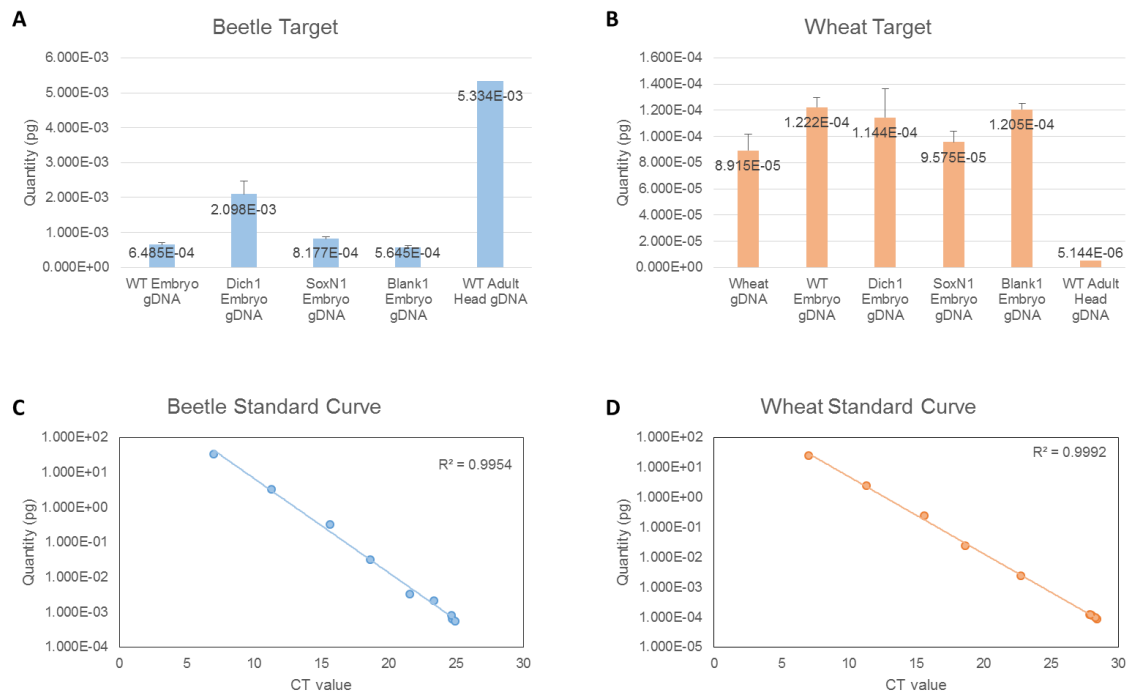 A
Beetle Target
Quantity (pg)
6.000E-03
5.000E-03
4.000E-03
3.000E-03
2.000E-03
1.000E-03
0.000E+00
6.485E-04
2.098E-03
8.177E-04
5.645E-04
5.334E-03
WT Embryo
gDNA
Dich1
Embryo
gDNA
SoxN1
Embryo
gDNA
Blank1
Embryo
gDNA
WT Adult
Head gDNA
B
Wheat Target
Quantity (pg)
1.600E-04
1.400E-04
1.200E-04
1.000E-04
8.000E-05
6.000E-05
4.000E-05
2.000E-05
0.000E+00
8.915E-05
1.222E-04
1.144E-04
9.575E-05
1.205E-04
5.144E-06
Wheat
gDNA
WT
Embryo
gDNA
Dich1
Embryo
gDNA
SoxN1
Embryo
gDNA
Blank1
Embryo
gDNA
WT Adult
Head
gDNA
C
Beetle Standard Curve
Quantity (pg)
1.000E+02
1.000E+01
1.000E+00
1.000E-01
1.000E-02
1.000E-03
1.000E-04
R² = 0.9954
0 5 10 15 20 25 30
CT value
D
Wheat Standard Curve
Quantity (pg)
1.000E+02
1.000E+01
1.000E+00
1.000E-01
1.000E-02
1.000E-03
1.000E-04
1.000E-05
R² = 0.9992
0 5 10 15 20 25 30
CT value